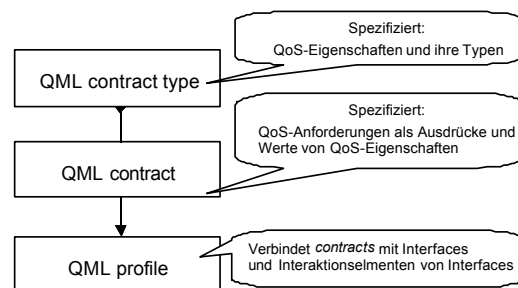 Spezifiziert:
QoS-Eigenschaften und ihre Typen
QML contract type
Spezifiziert:
QoS-Anforderungen als Ausdrücke und
Werte von QoS-Eigenschaften
QML contract
Verbindet contracts mit Interfaces
und Interaktionselmenten von Interfaces
QML profile